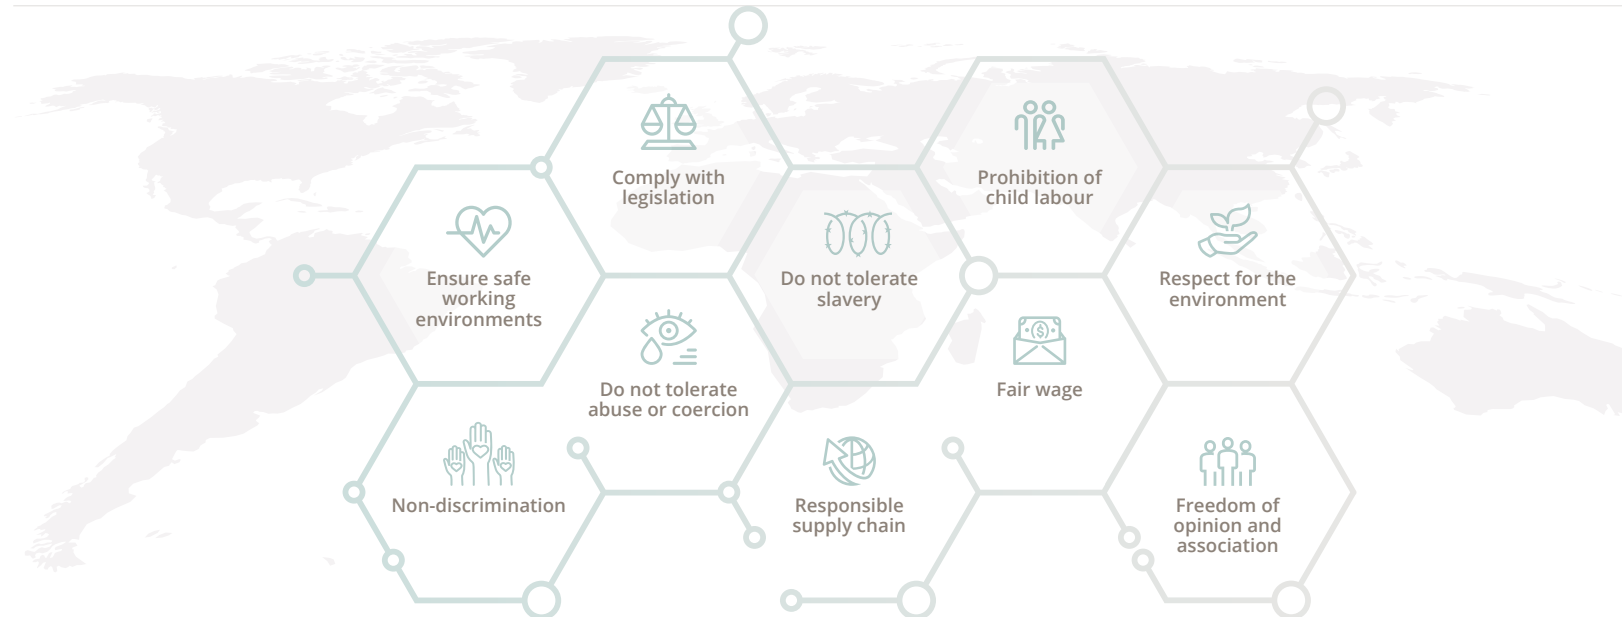 Comply with
legislation
Prohibition of
child labour
Ensure safe
working
environments
Do not tolerate
slavery
Respect for the
environment
Do not tolerate
abuse or coercion
Fair wage
Non-discrimination
Responsible
supply chain
Freedom of
opinion and
association